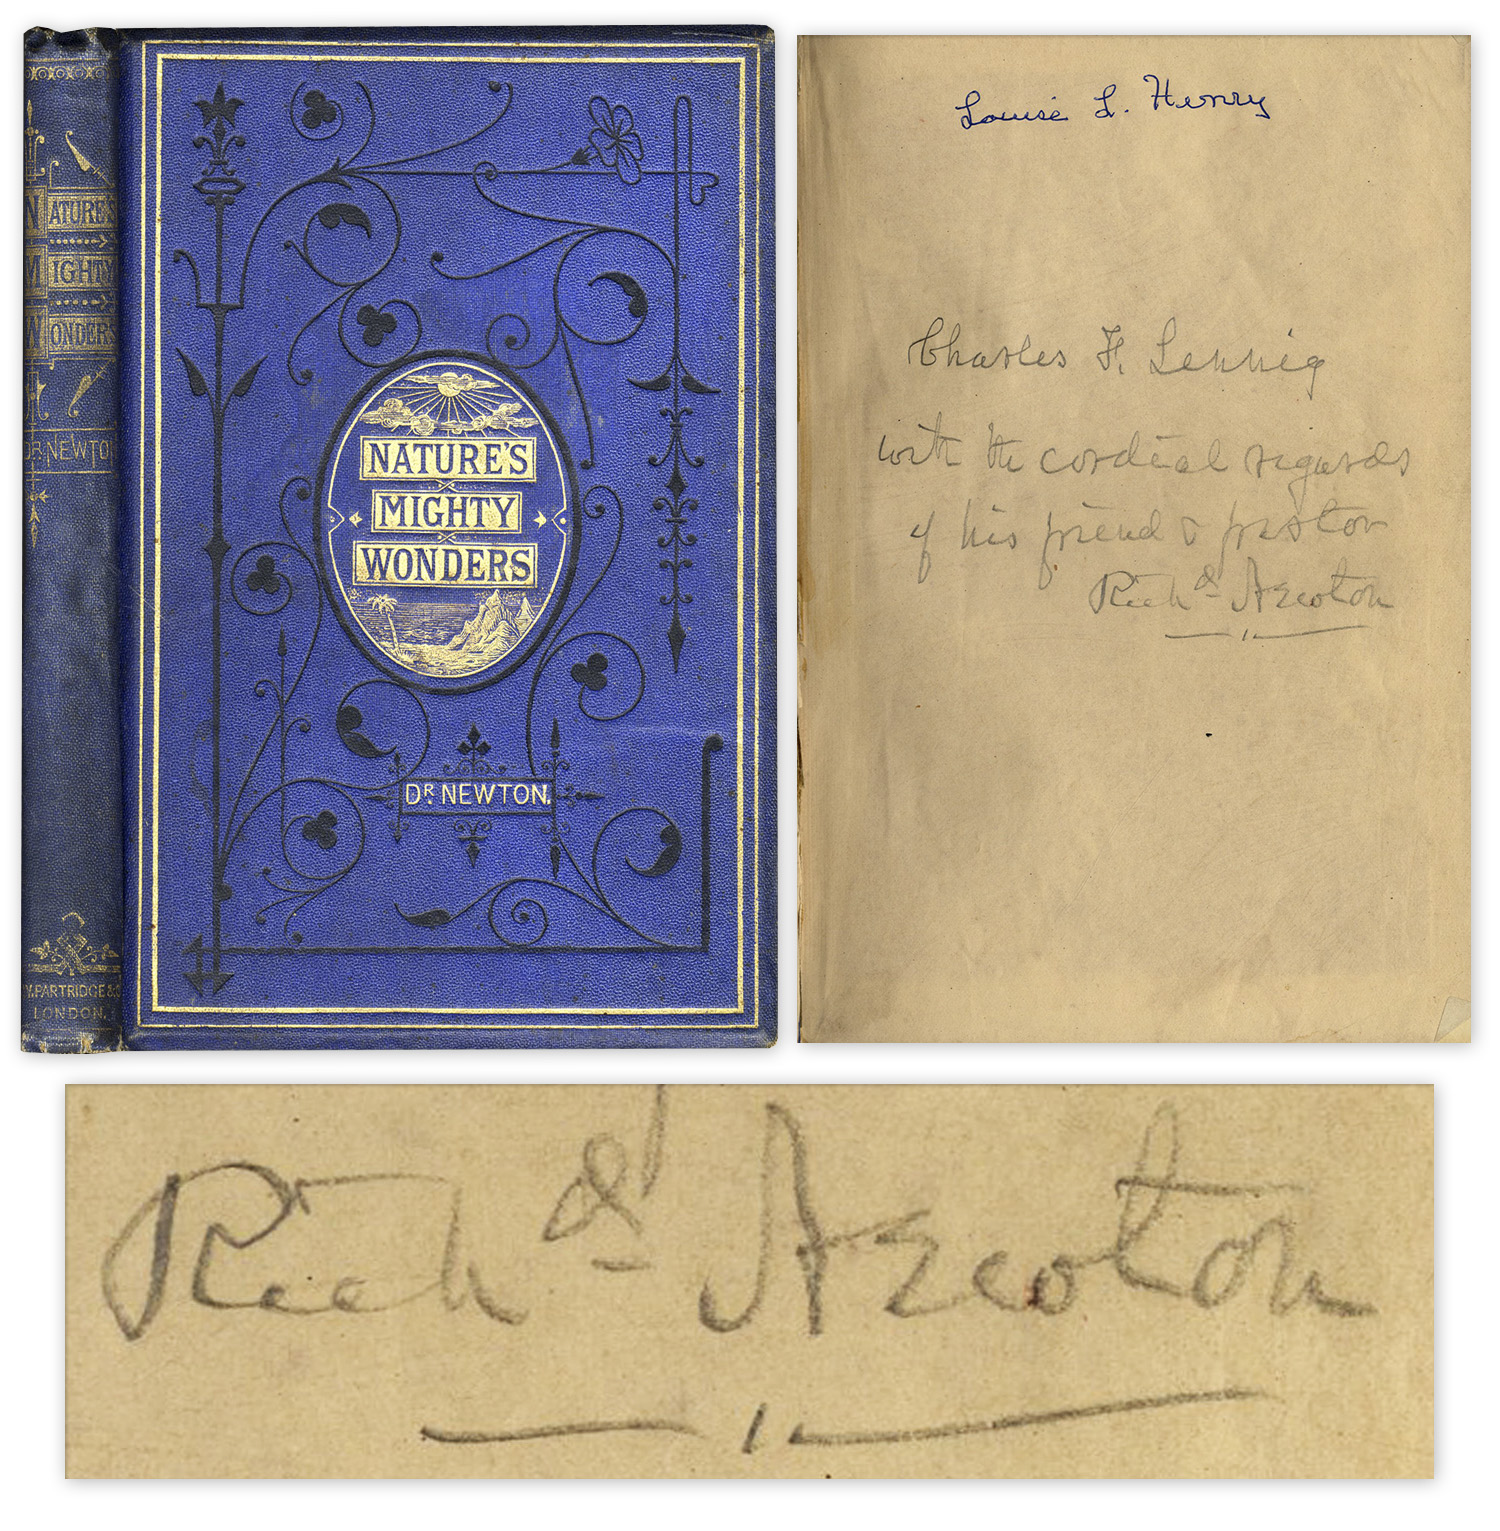 NATURE'S
MIGHTY
WONDERS
DR NEWTON
W. PARTRIDGE & C
LONDON.
NATURE'S
MIGHTY
WONDERS
DR. NEWTON.
Louise L. Henry
Charles F. Lennig
with the cordial regards
of his friend & pastor
Richd Newton
Richd Newton